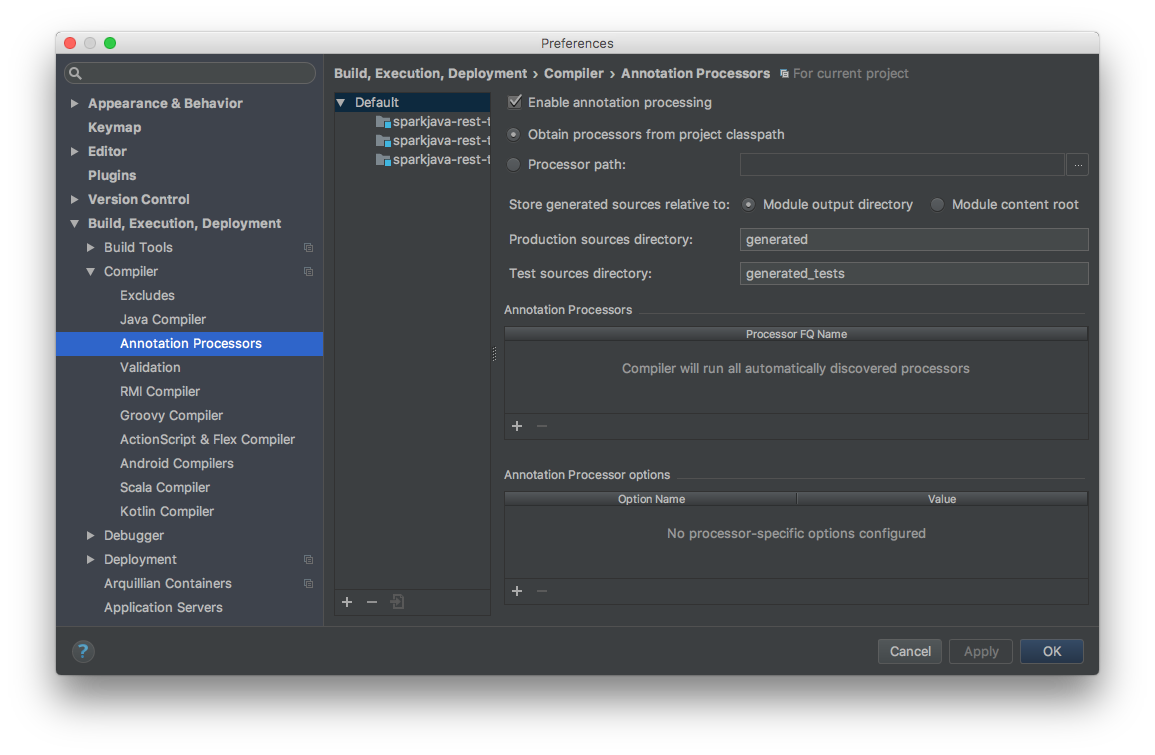 Preferences
Appearance & Behavior
Keymap
Editor
Plugins
Version Control
Build, Execution, Deployment
Build Tools
Compiler
Excludes
Java Compiler
Annotation Processors
Validation
RMI Compiler
Groovy Compiler
ActionScript & Flex Compiler
Android Compilers
Scala Compiler
Kotlin Compiler
Debugger
Deployment
Arquillian Containers
Application Servers
Build, Execution, Deployment › Compiler › Annotation Processors For current project
Default
sparkjava-rest-t
sparkjava-rest-t
sparkjava-rest-t
Enable annotation processing
Obtain processors from project classpath
Processor path:
...
Store generated sources relative to: Module output directory Module content root
Production sources directory: generated
Test sources directory: generated_tests
Annotation Processors
Processor FQ Name
Compiler will run all automatically discovered processors
+ −
Annotation Processor options
Option Name Value
No processor-specific options configured
+ −
+ −
? Cancel Apply OK